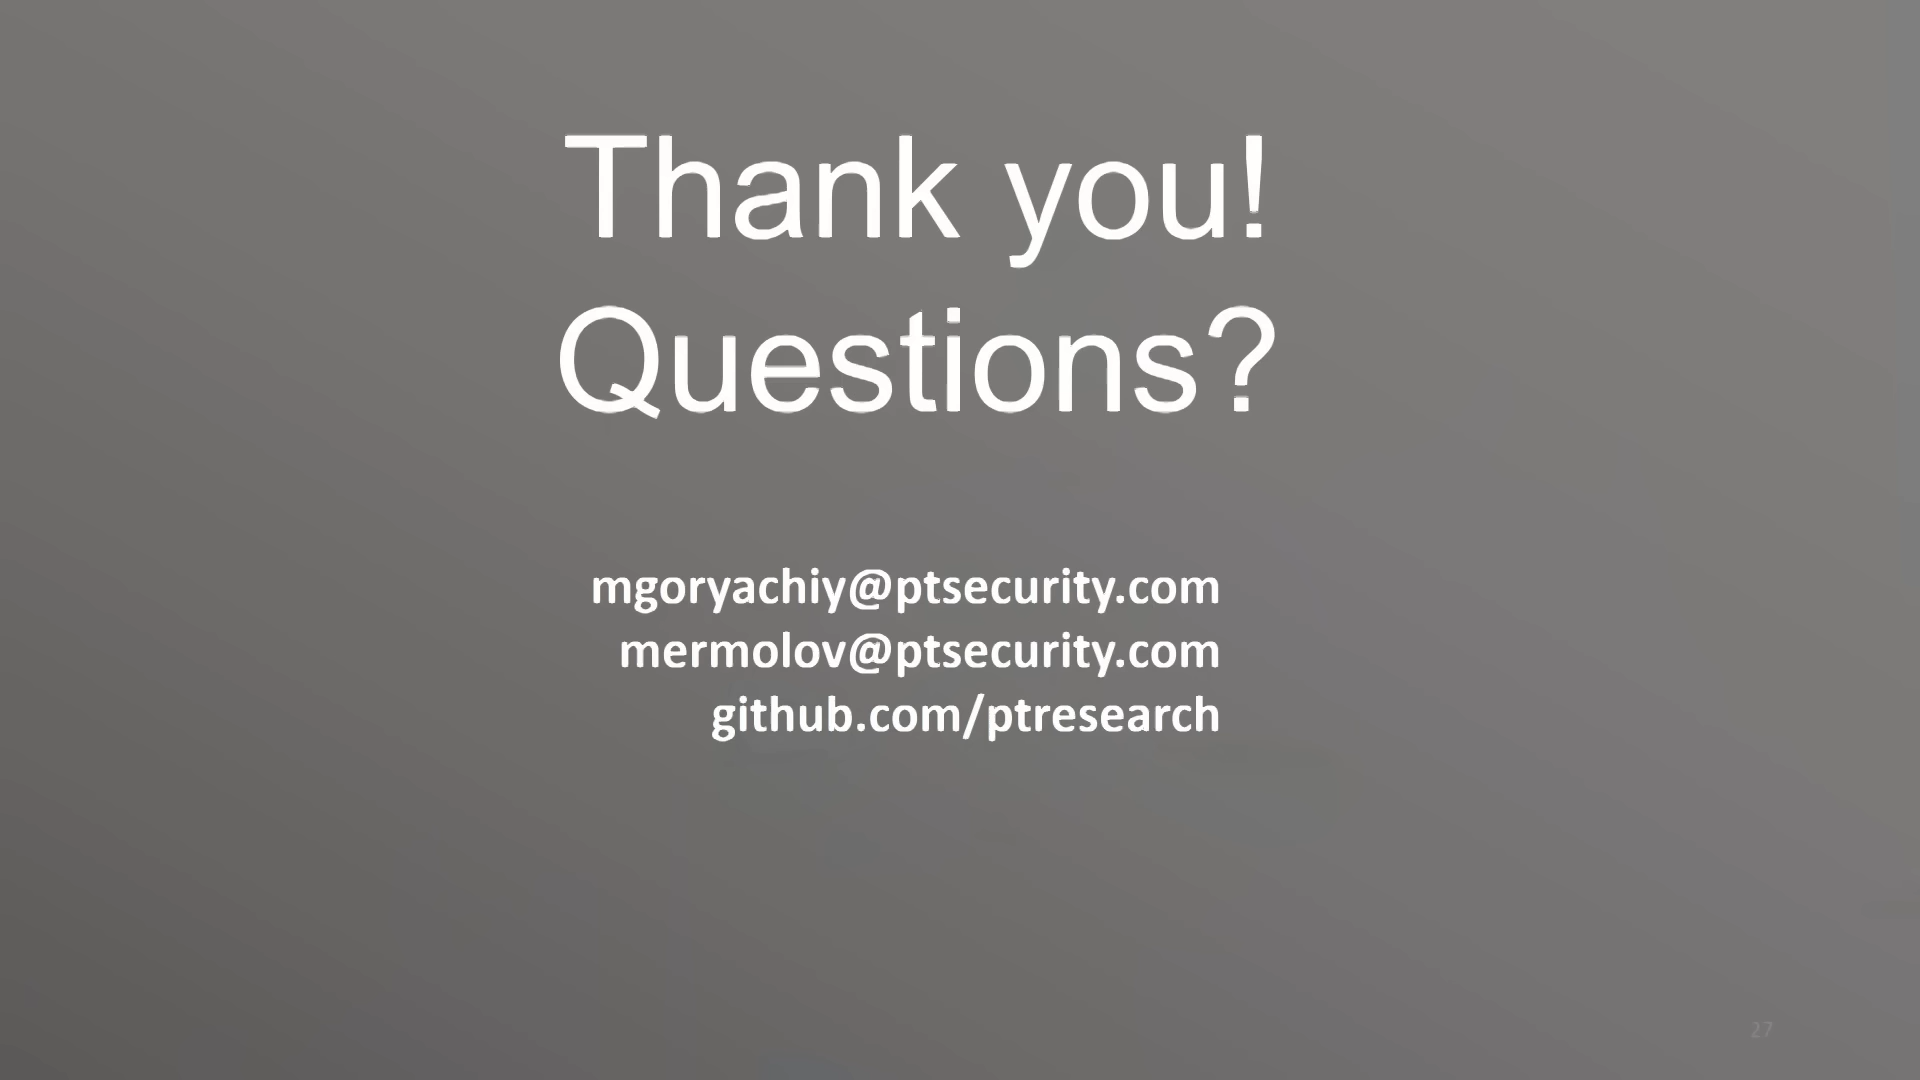 Thank you!
Questions?
mgoryachiy@ptsecurity.com
mermolov@ptsecurity.com
github.com/ptresearch
27